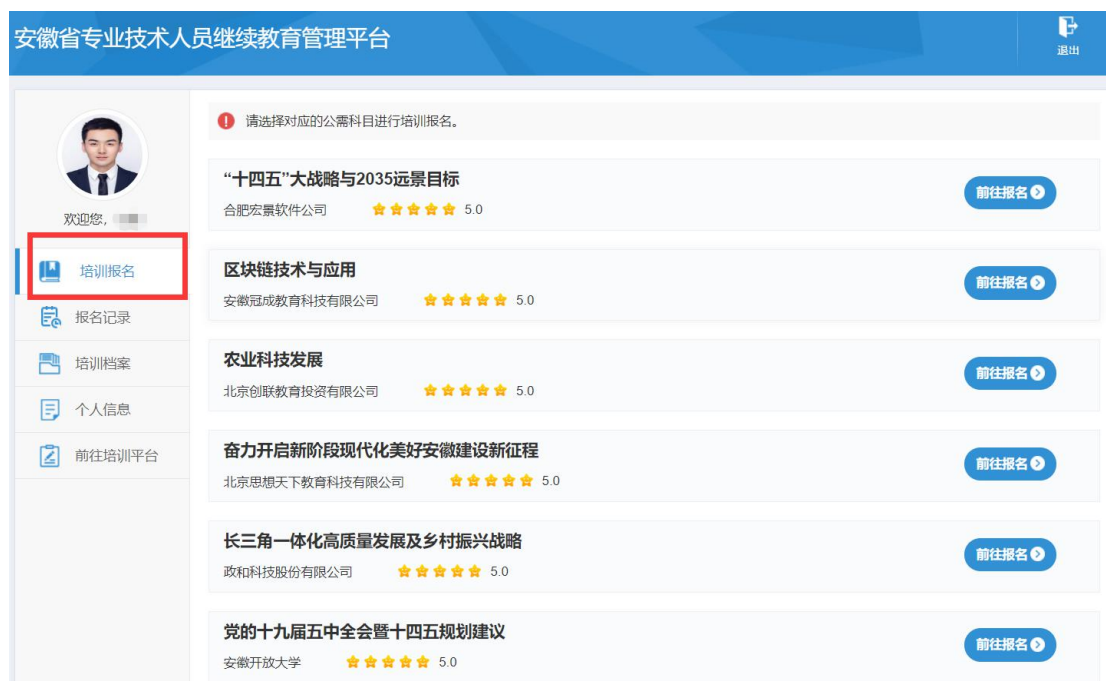 安徽省专业技术人员继续教育管理平台
退出
欢迎您,
培训报名
报名记录
培训档案
个人信息
前往培训平台
请选择对应的公需科目进行培训报名。
“十四五”大战略与2035远景目标
合肥宏景软件公司 5.0
前往报名
区块链技术与应用
安徽冠成教育科技有限公司 5.0
前往报名
农业科技发展
北京创联教育投资有限公司 5.0
前往报名
奋力开启新阶段现代化美好安徽建设新征程
北京思想天下教育科技有限公司 5.0
前往报名
长三角一体化高质量发展及乡村振兴战略
政和科技股份有限公司 5.0
前往报名
党的十九届五中全会暨十四五规划建议
安徽开放大学 5.0
前往报名